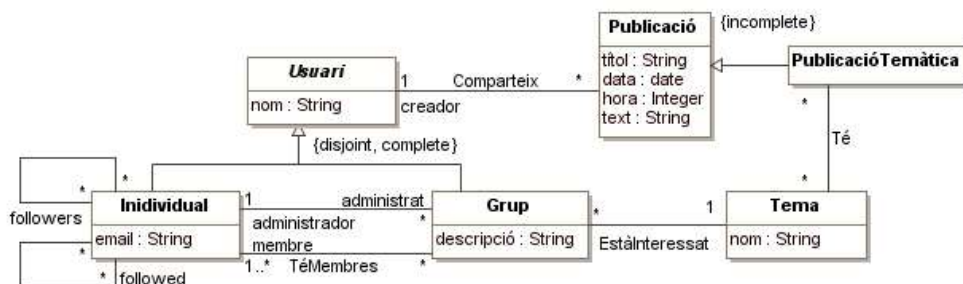 Publicació
{incomplete}
títol : String
data : date
hora : Integer
text : String
PublicacióTemàtica
Usuari
nom : String
1
Comparteix
*
creador
*
Té
*
{disjoint, complete}
*
*
followers
Inidividual
email : String
1
administrat
administrador
*
membre
1..*
TéMembres
*
*
*
followed
Grup
descripció : String
*
1
EstàInteressat
Tema
nom : String